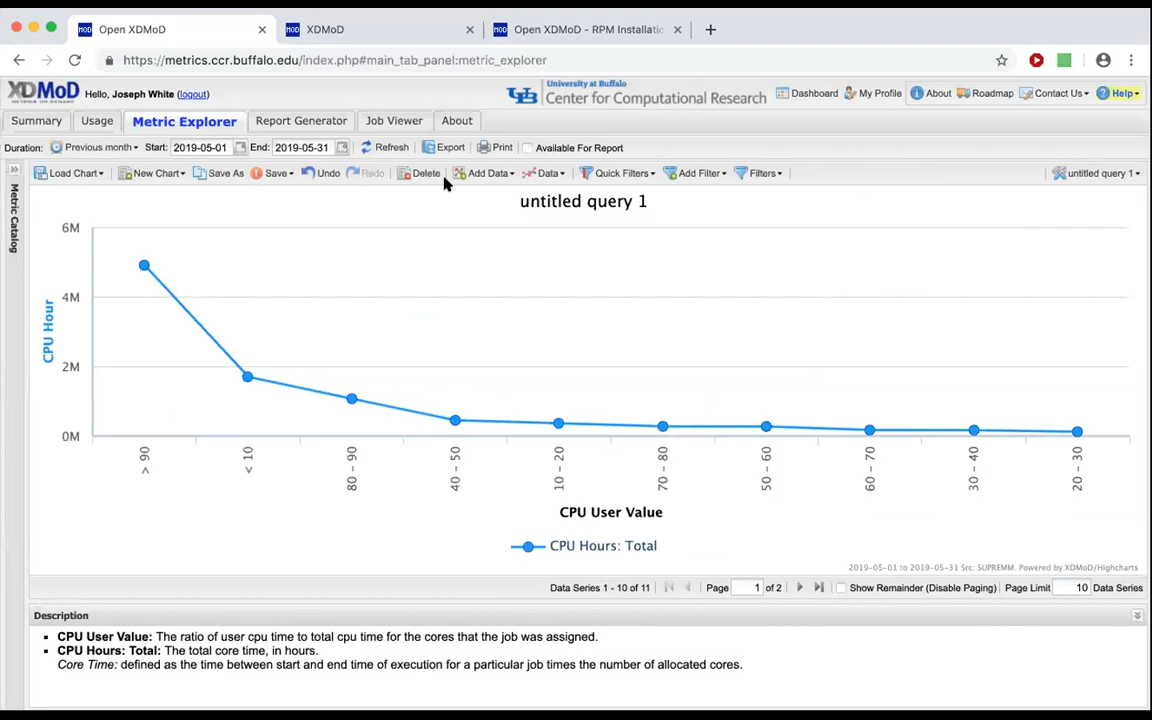 Open XDMoD
XDMoD
Open XDMoD - RPM Installatio
https://metrics.ccr.buffalo.edu/index.php#main_tab_panel:metric_explorer
XDMoD
METRICS ON DEMAND
Hello, Joseph White (logout)
UB
University at Buffalo
Center for Computational Research
Dashboard
My Profile
About
Roadmap
Contact Us
Help
Summary
Usage
Metric Explorer
Report Generator
Job Viewer
About
Duration:
Previous month
Start:
2019-05-01
End:
2019-05-31
Refresh
Export
Print
Available For Report
Metric Catalog
Load Chart
New Chart
Save As
Save
Undo
Redo
Delete
Add Data
Data
Quick Filters
Add Filter
Filters
untitled query 1
untitled query 1
CPU Hour
6M
4M
2M
0M
> 90
< 10
80 - 90
40 - 50
10 - 20
70 - 80
50 - 60
60 - 70
30 - 40
20 - 30
CPU User Value
CPU Hours: Total
2019-05-01 to 2019-05-31 Src: SUPREMM. Powered by XDMoD/Highcharts
Data Series 1 - 10 of 11
Page
1
of 2
Show Remainder (Disable Paging)
Page Limit
10
Data Series
Description
CPU User Value: The ratio of user cpu time to total cpu time for the cores that the job was assigned.
CPU Hours: Total: The total core time, in hours.
Core Time: defined as the time between start and end time of execution for a particular job times the number of allocated cores.